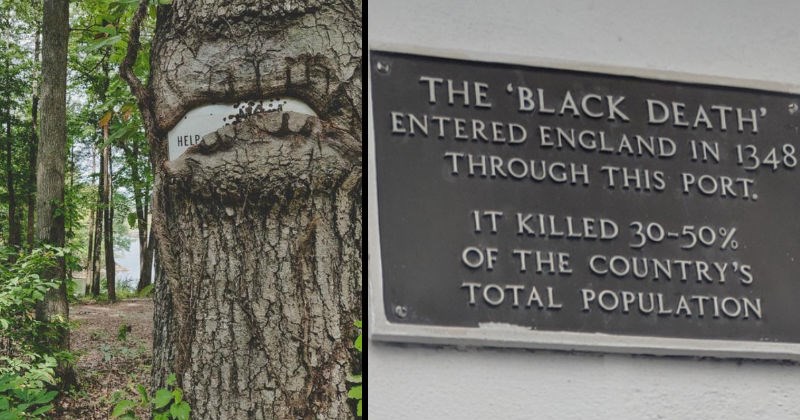 HELP
THE ‘BLACK DEATH’
ENTERED ENGLAND IN 1348
THROUGH THIS PORT.
IT KILLED 30-50%
OF THE COUNTRY'S
TOTAL POPULATION